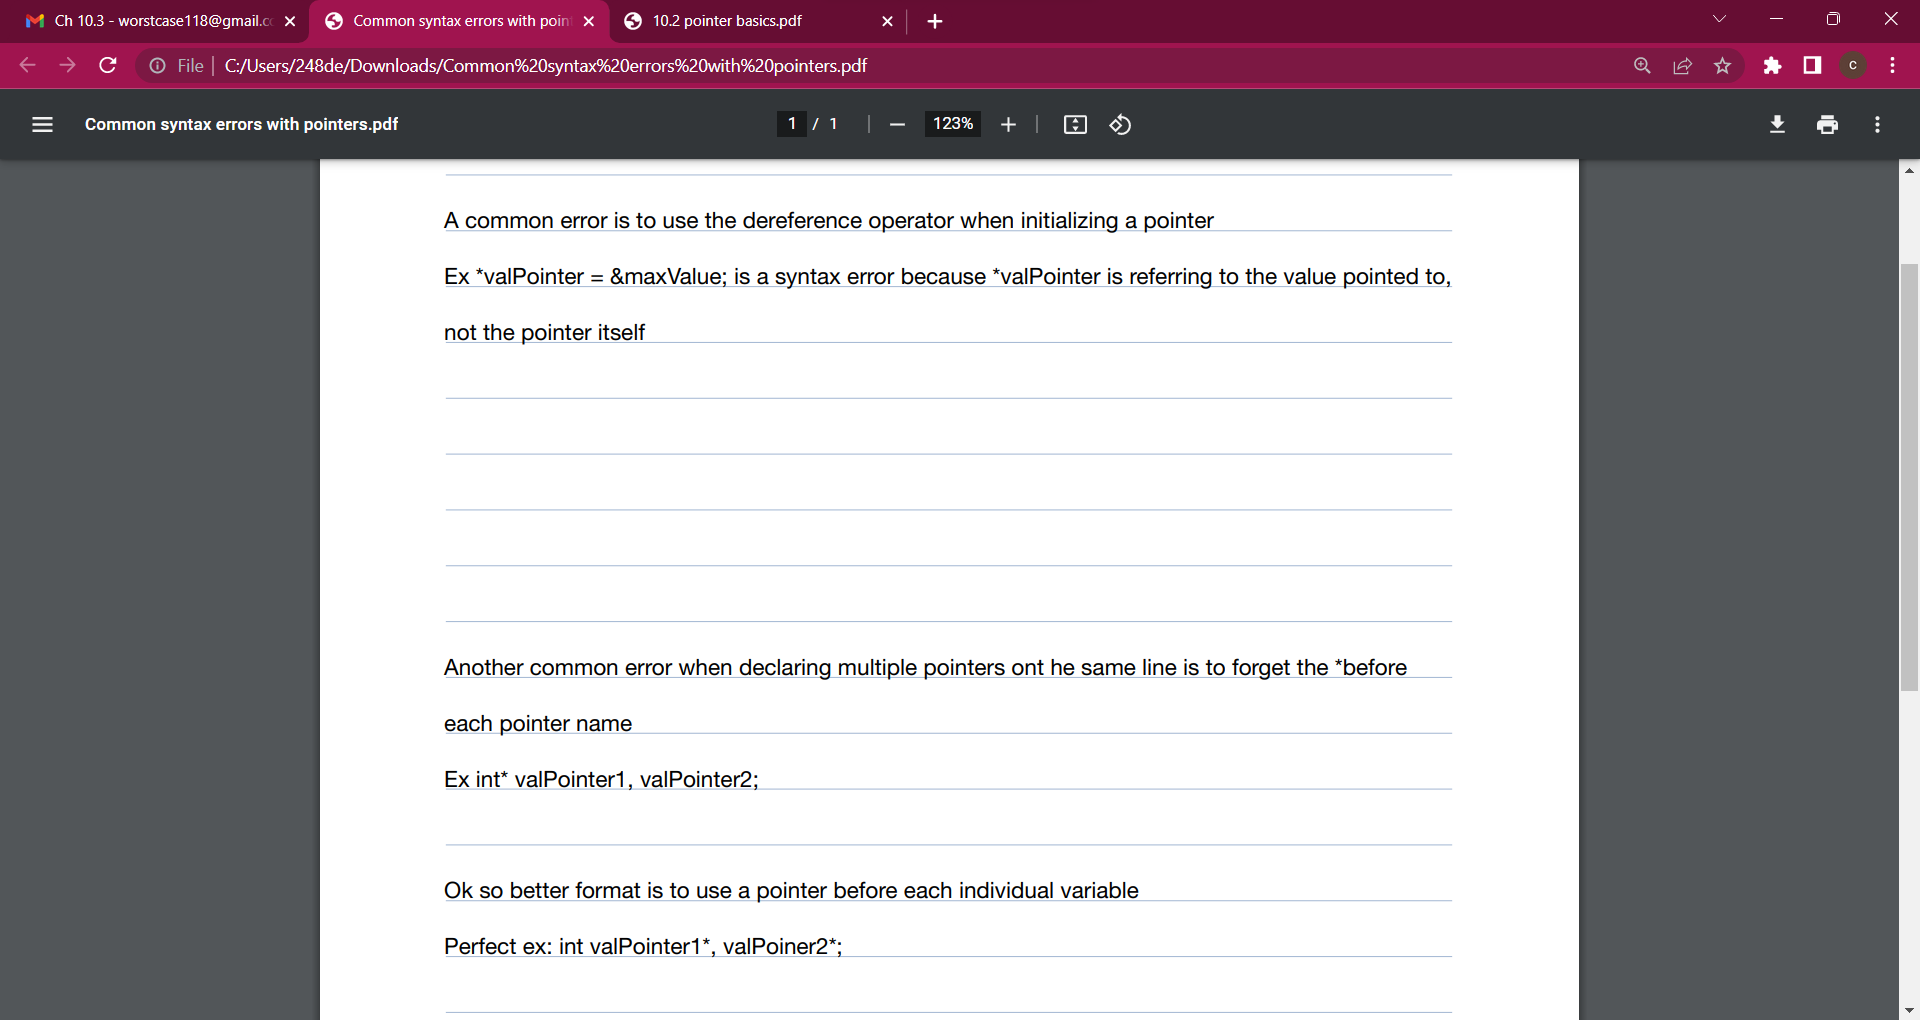 Ch 10.3 - worstcase118@gmail.c
Common syntax errors with point
10.2 pointer basics.pdf
File
C:/Users/248de/Downloads/Common%20syntax%20errors%20with%20pointers.pdf
C
Common syntax errors with pointers.pdf
1 / 1
123%
A common error is to use the dereference operator when initializing a pointer
Ex *valPointer = &maxValue; is a syntax error because *valPointer is referring to the value pointed to,
not the pointer itself
Another common error when declaring multiple pointers ont he same line is to forget the *before
each pointer name
Ex int* valPointer1, valPointer2;
Ok so better format is to use a pointer before each individual variable
Perfect ex: int valPointer1*, valPoiner2*;